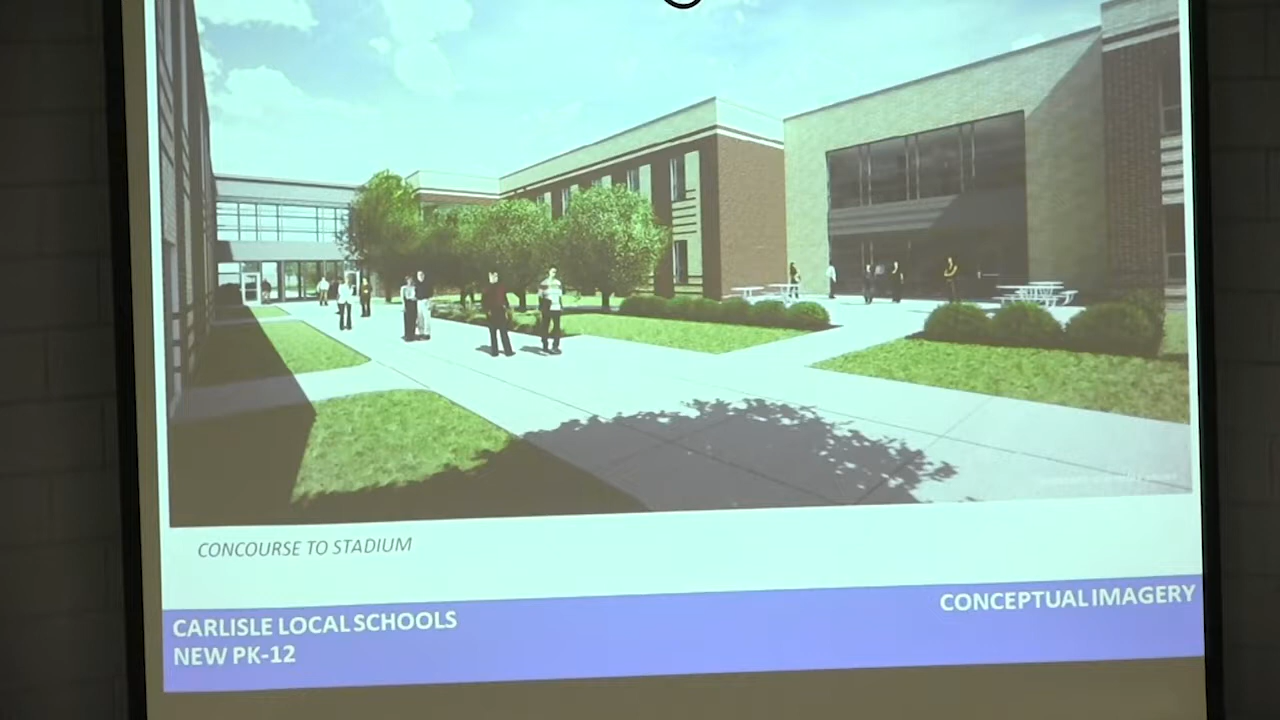 CONCOURSE TO STADIUM
CARLISLE LOCAL SCHOOLS
NEW PK-12
CONCEPTUAL IMAGERY